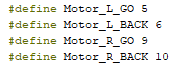 #define Motor_L_GO 5
#define Motor_L_BACK 6
#define Motor_R_GO 9
#define Motor_R_BACK 10